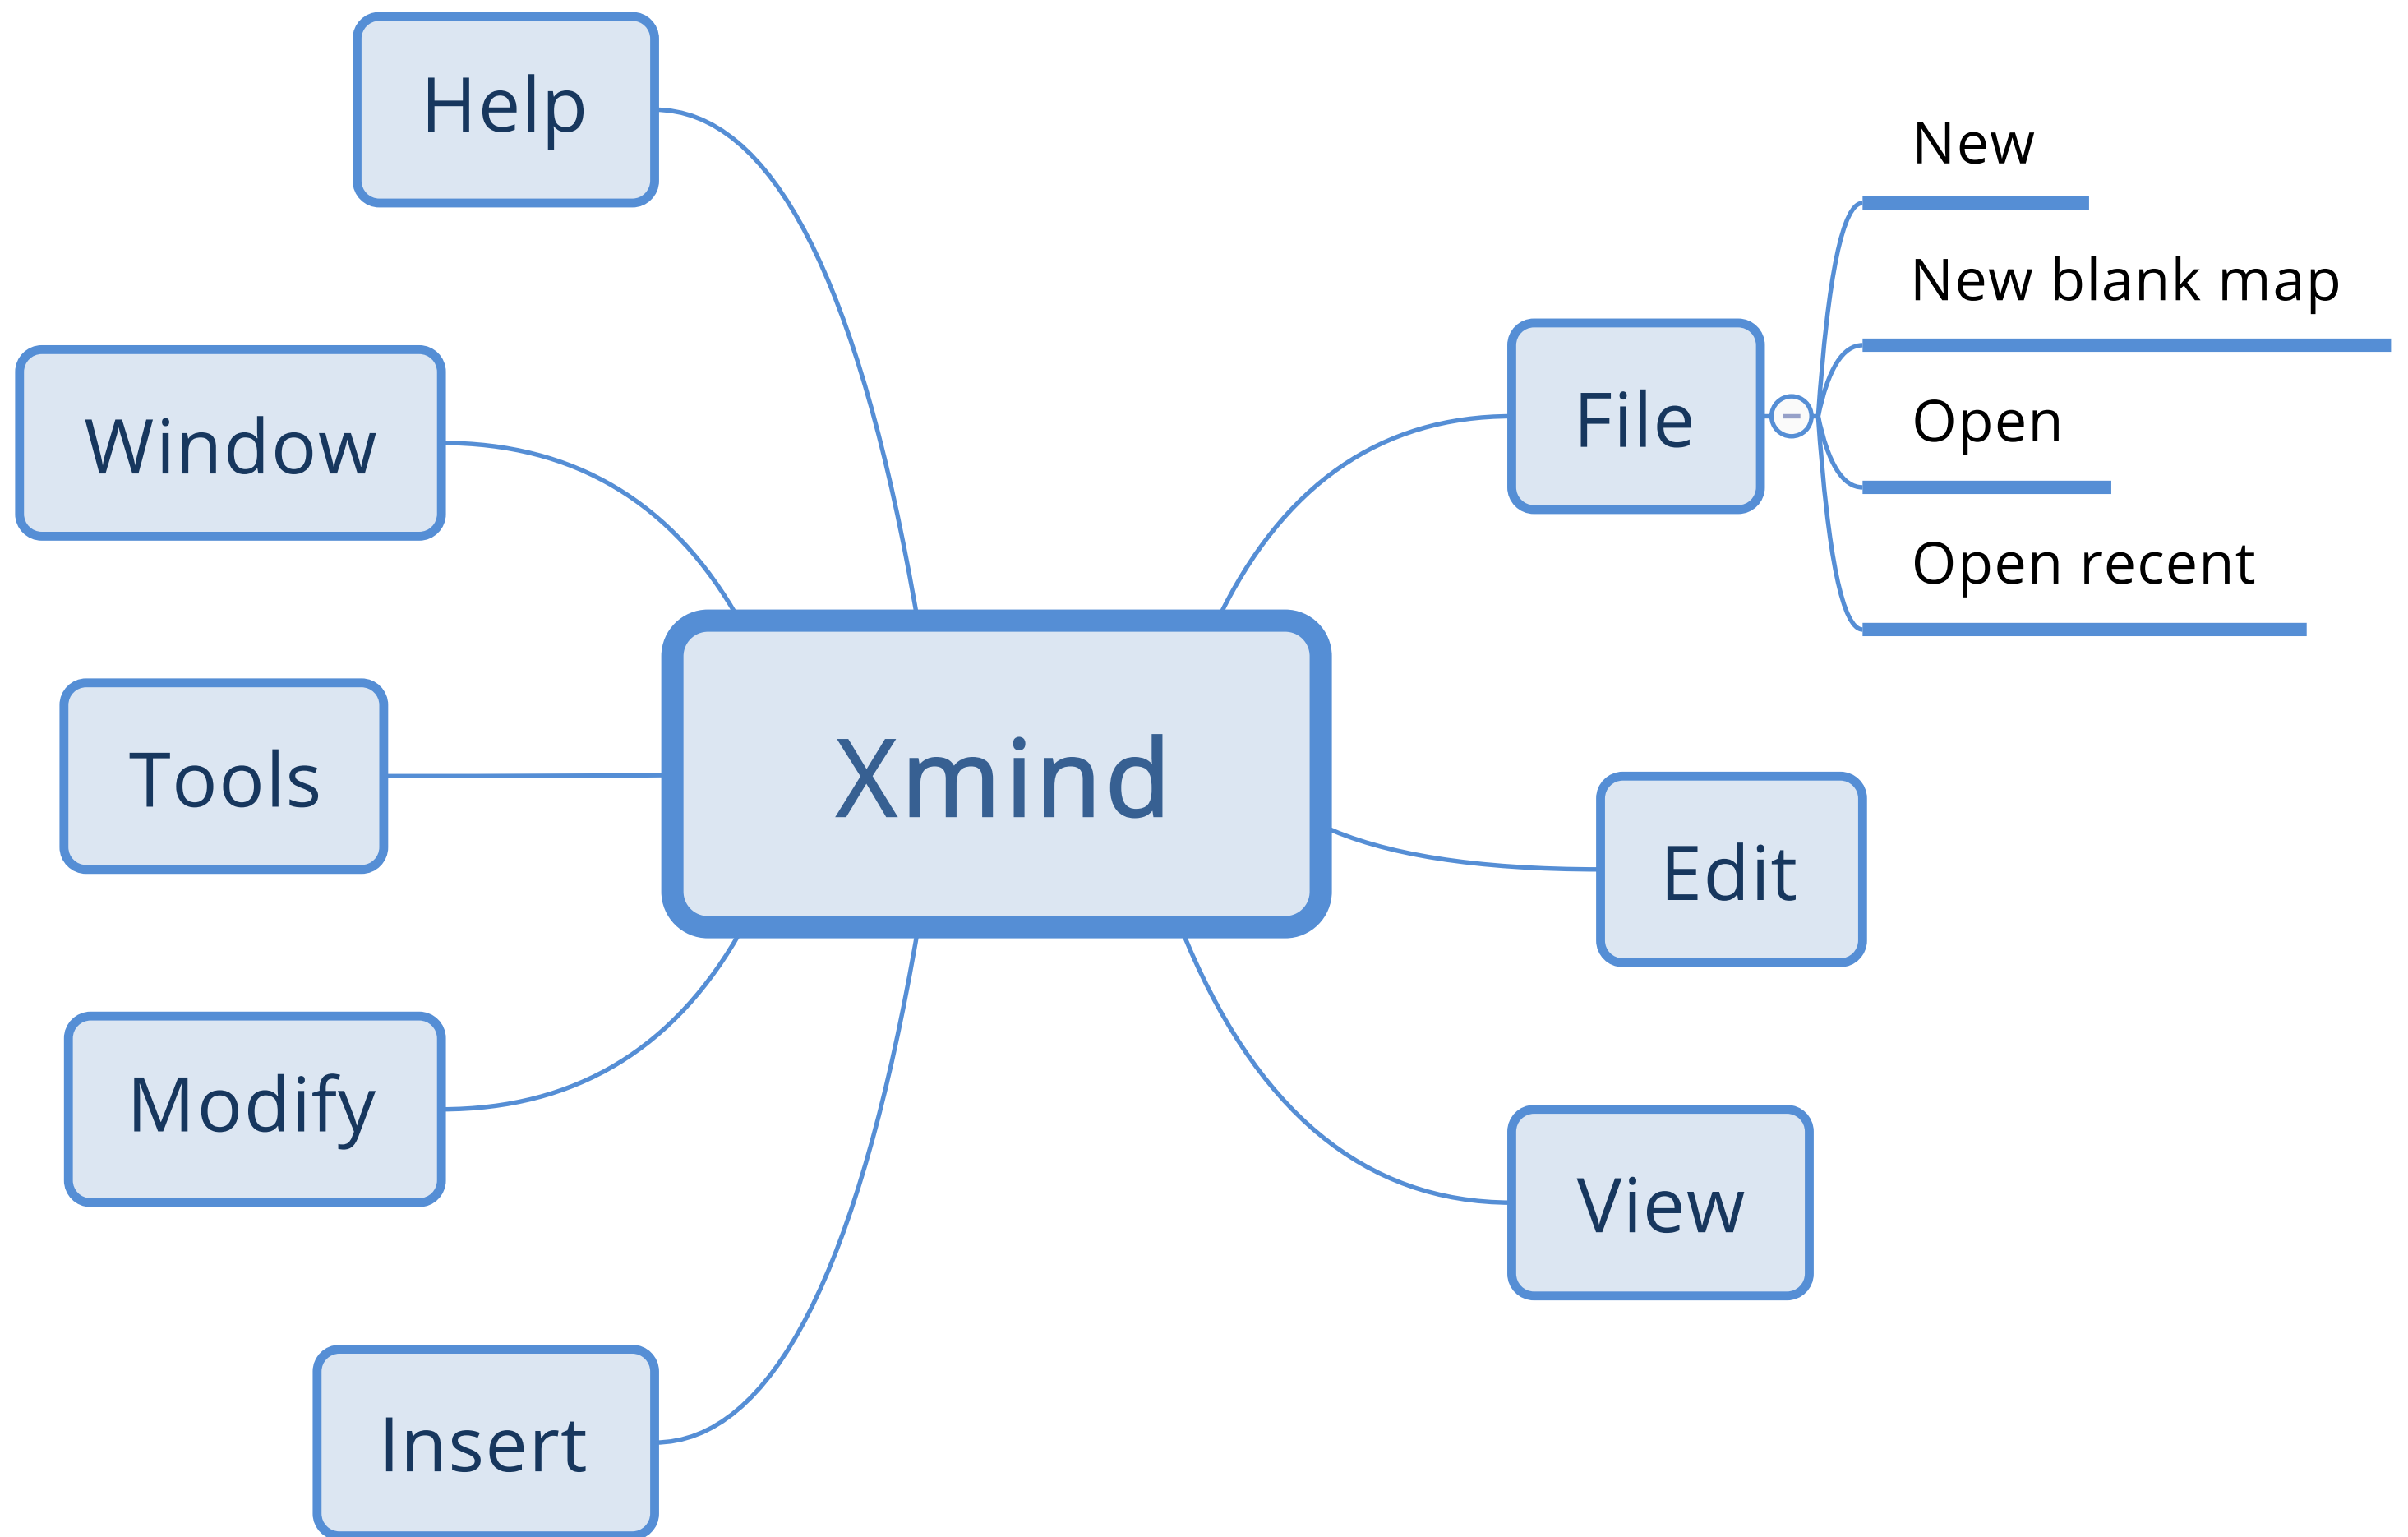 Help
Window
Tools
Modify
Insert
Xmind
File
New
New blank map
Open
Open recent
Edit
View